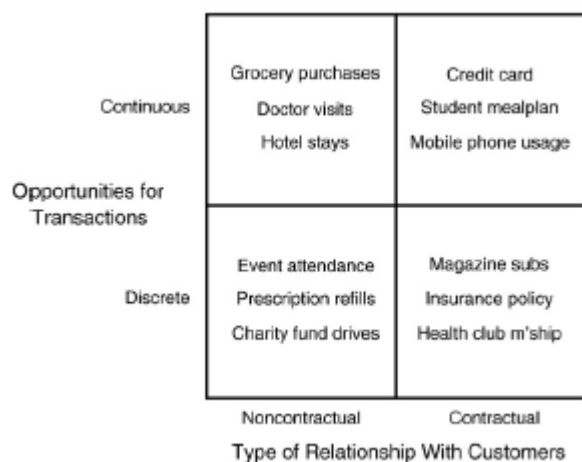 Grocery purchases
Doctor visits
Hotel stays
Credit card
Student mealplan
Mobile phone usage
Continuous
Opportunities for
Transactions
Event attendance
Prescription refills
Charity fund drives
Magazine subs
Insurance policy
Health club m'ship
Discrete
Noncontractual
Contractual
Type of Relationship With Customers